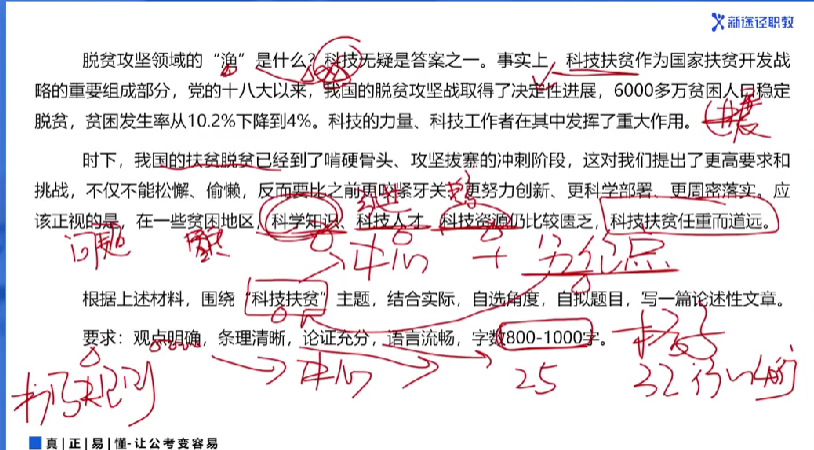 新途径职教
脱贫攻坚领域的“渔”是什么？科技无疑是答案之一。事实上，科技扶贫作为国家扶贫开发战
略的重要组成部分，党的十八大以来，我国的脱贫攻坚战取得了决定性进展，6000多万贫困人口稳定
脱贫，贫困发生率从10.2%下降到4%。科技的力量、科技工作者在其中发挥了重大作用。
时下，我国的扶贫脱贫已经到了啃硬骨头、攻坚拔寨的冲刺阶段，这对我们提出了更高要求和
挑战，不仅不能松懈、偷懒，反而要比之前更咬紧牙关、更努力创新、更科学部署、更周密落实。应
该正视的是，在一些贫困地区，科学知识、科技人才、科技资源仍比较匮乏，科技扶贫任重而道远。
问题
中心 + 分论点
根据上述材料，围绕“科技扶贫”主题，结合实际，自选角度，自拟题目，写一篇论述性文章。
要求：观点明确，条理清晰，论证充分，语言流畅，字数800-1000字。
中心 25
真|正|易|懂-让公考变容易